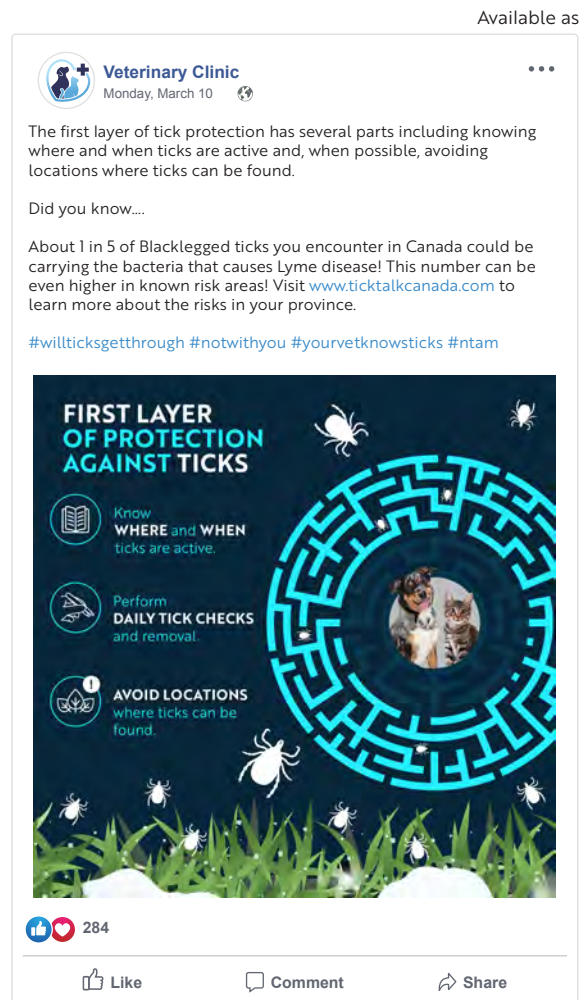 Available as
Veterinary Clinic
Monday, March 10
The first layer of tick protection has several parts including knowing
where and when ticks are active and, when possible, avoiding
locations where ticks can be found.
Did you know....
About 1 in 5 of Blacklegged ticks you encounter in Canada could be
carrying the bacteria that causes Lyme disease! This number can be
even higher in known risk areas! Visit www.ticktalkcanada.com to
learn more about the risks in your province.
#willticksgetthrough #notwithyou #yourvetknowsticks #ntam
FIRST LAYER
OF PROTECTION
AGAINST TICKS
Know
WHERE and WHEN
ticks are active.
Perform
DAILY TICK CHECKS
and removal.
!
AVOID LOCATIONS
where ticks can be
found.
284
Like
Comment
Share